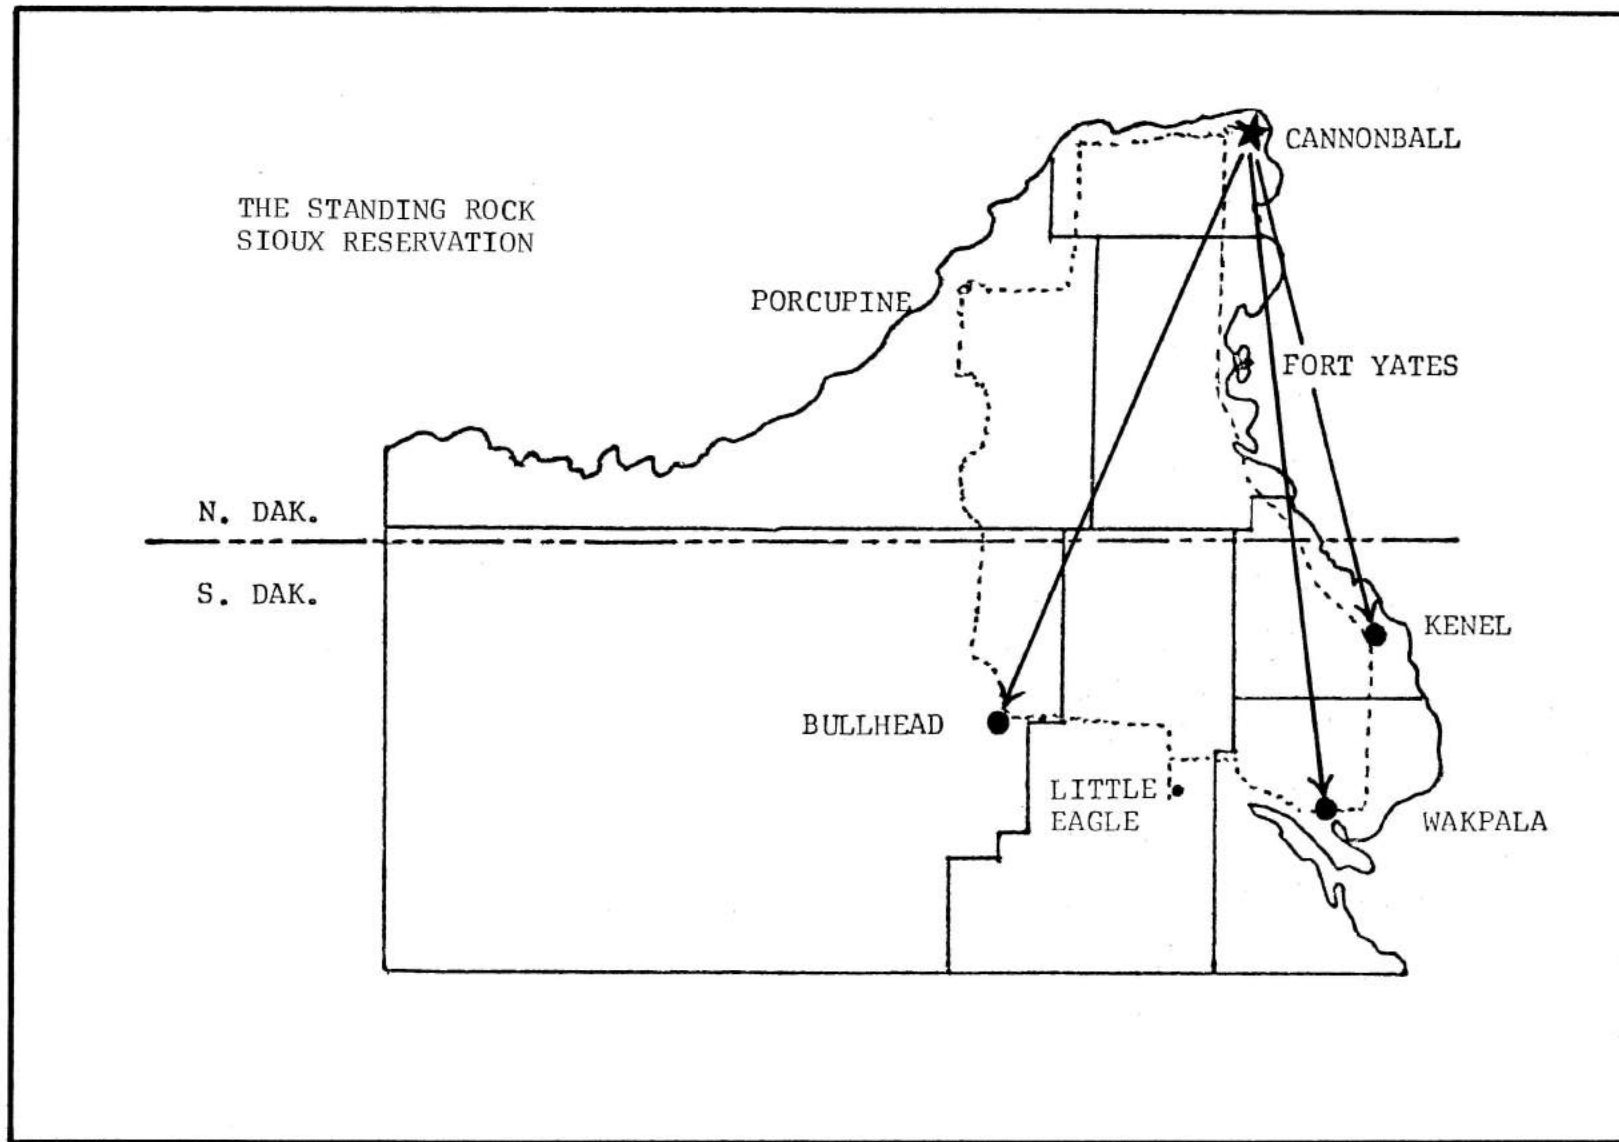 CANNONBALL
THE STANDING ROCK
SIOUX RESERVATION
PORCUPINE
FORT YATES
N. DAK.
S. DAK.
KENEL
BULLHEAD
LITTLE
EAGLE
WAKPALA